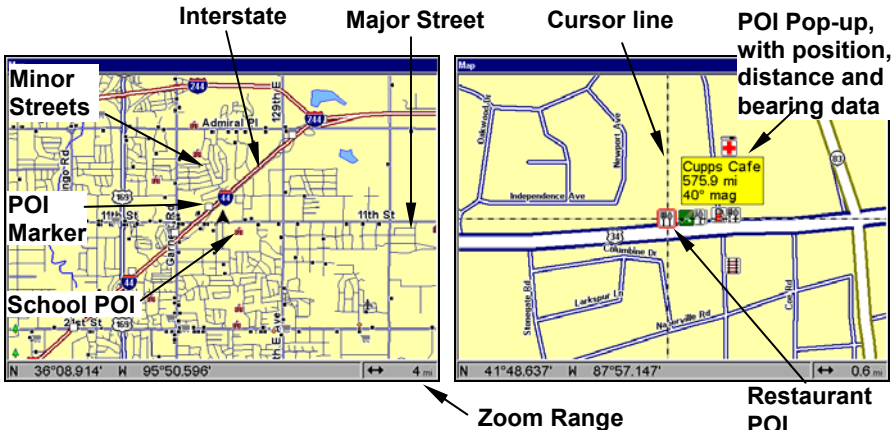 Interstate
Major Street
Cursor line
POI Pop-up,
with position,
distance and
bearing data
Minor
Streets
POI
Marker
School POI
244
244
Admiral Pl
129th E
169
44
11th St
11th St
Garnett Rd
44
169
21st St
N 36°08.914' W 95°50.596'
4 mi
Map
Oakwood Dr
Newport Ave
83
Cupps Cafe
575.9 mi
40° mag
Independence Ave
34
Columbine Dr
Stonegate Rd
Larkspur Ln
Naperville Rd
Coe Rd
N 41°48.637' W 87°57.147'
0.6 mi
Zoom Range
Restaurant
POI